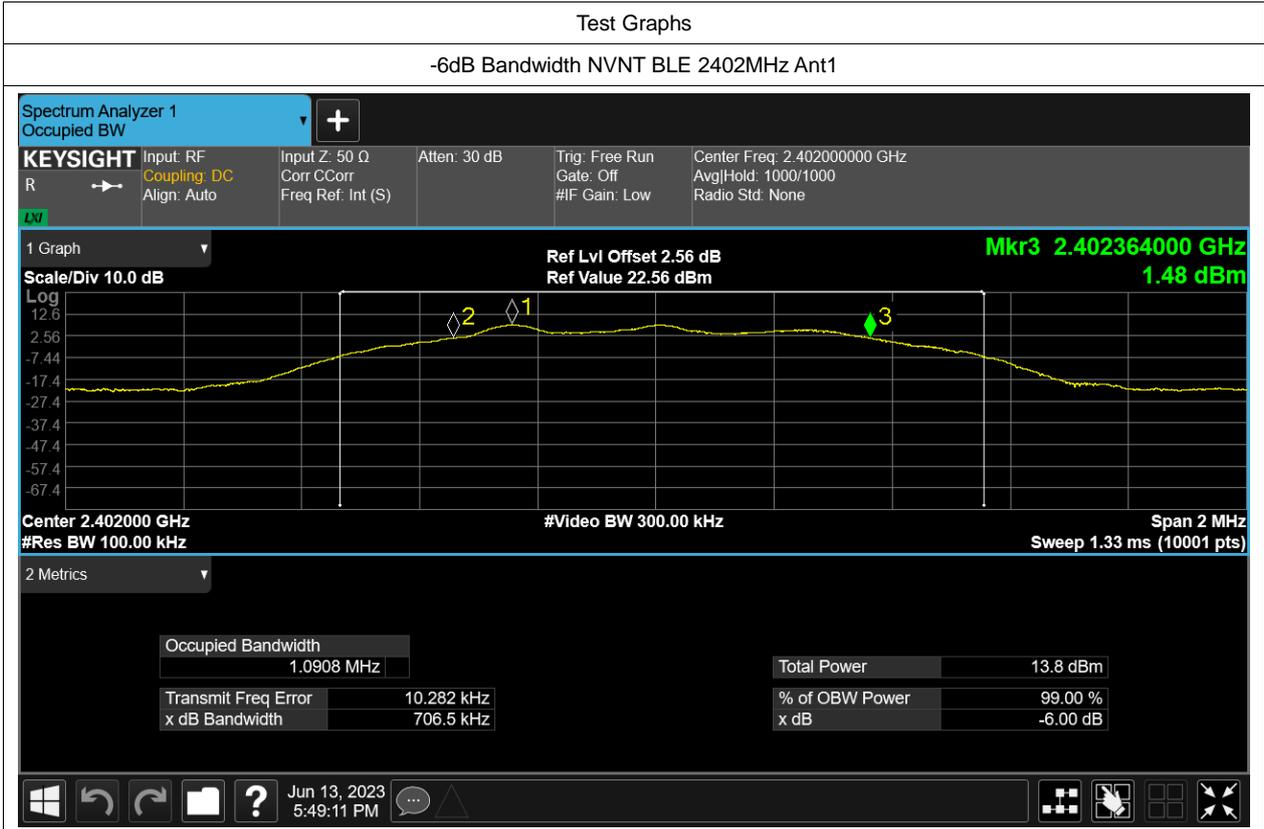 Test Graphs
-6dB Bandwidth NVNT BLE 2402MHz Ant1
Spectrum Analyzer 1
Occupied BW
KEYSIGHT
R
LXI
Input: RF
Coupling: DC
Align: Auto
Input Z: 50 Ω
Corr CCorr
Freq Ref: Int (S)
Atten: 30 dB
Trig: Free Run
Gate: Off
#IF Gain: Low
Center Freq: 2.402000000 GHz
Avg|Hold: 1000/1000
Radio Std: None
1 Graph
Scale/Div 10.0 dB
Ref Lvl Offset 2.56 dB
Ref Value 22.56 dBm
Mkr3 2.402364000 GHz
1.48 dBm
Log
12.6
2.56
-7.44
-17.4
-27.4
-37.4
-47.4
-57.4
-67.4
2
1
3
Center 2.402000 GHz
#Res BW 100.00 kHz
#Video BW 300.00 kHz
Span 2 MHz
Sweep 1.33 ms (10001 pts)
2 Metrics
Occupied Bandwidth
1.0908 MHz
Transmit Freq Error 10.282 kHz
x dB Bandwidth 706.5 kHz
Total Power 13.8 dBm
% of OBW Power 99.00 %
x dB -6.00 dB
?
Jun 13, 2023
5:49:11 PM